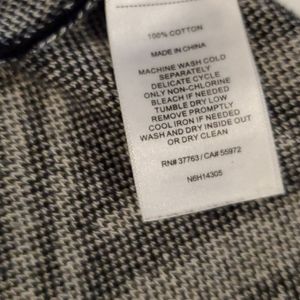 100% COTTON
MADE IN CHINA
MACHINE WASH COLD
SEPARATELY
DELICATE CYCLE
ONLY NON-CHLORINE
BLEACH IF NEEDED
TUMBLE DRY LOW
REMOVE PROMPTLY
COOL IRON IF NEEDED
WASH AND DRY INSIDE OUT
OR DRY CLEAN
RN# 37763 / CA# 55972
N6H14305